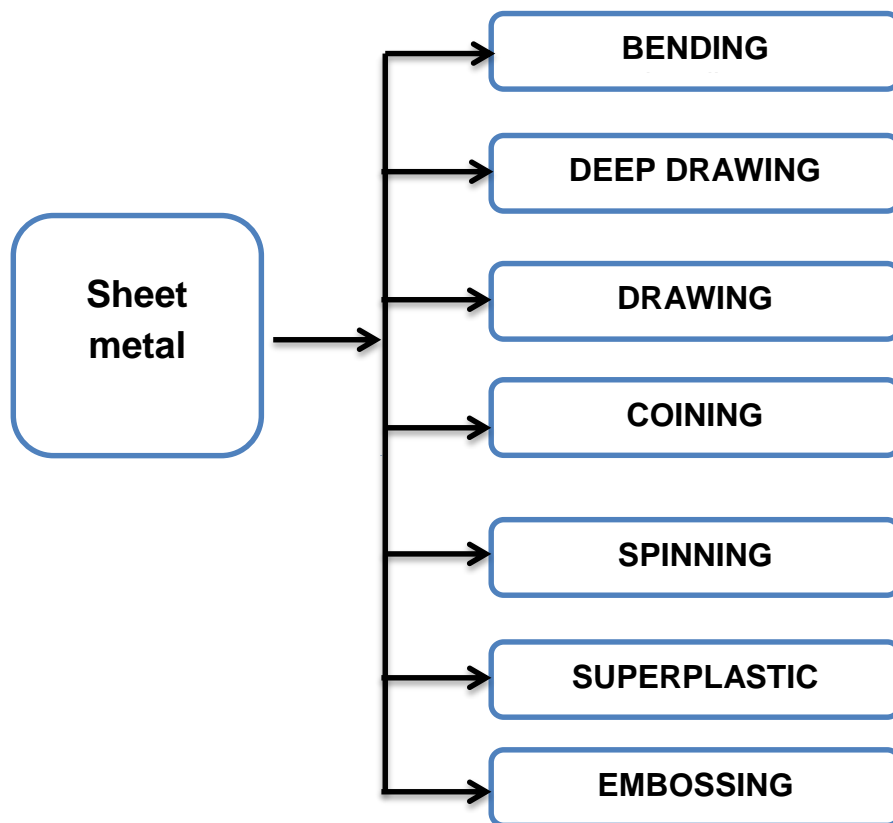 Sheet
metal
BENDING
DEEP DRAWING
DRAWING
COINING
SPINNING
SUPERPLASTIC
EMBOSSING